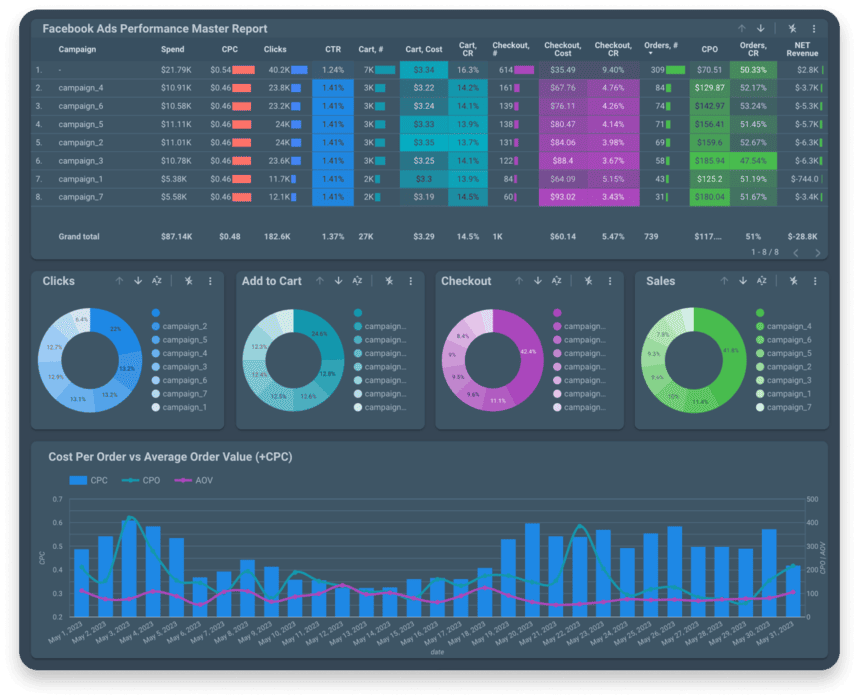 Facebook Ads Performance Master Report
Campaign Spend CPC Clicks CTR Cart, # Cart, Cost Cart, CR Checkout, # Checkout, Cost Checkout, CR Orders, # CPO Orders, CR NET Revenue
1. - $21.79K $0.54 40.2K 1.24% 7K $3.34 16.3% 614 $35.49 9.40% 309 $70.51 50.33% $2.8K
2. campaign_4 $10.91K $0.46 23.8K 1.41% 3K $3.22 14.2% 161 $67.76 4.76% 84 $129.87 52.17% $-3.7K
3. campaign_6 $10.58K $0.46 23.2K 1.41% 3K $3.24 14.1% 139 $76.11 4.26% 74 $142.97 53.24% $-5.3K
4. campaign_5 $11.11K $0.46 24K 1.41% 3K $3.33 13.9% 138 $80.47 4.14% 71 $156.41 51.45% $-5.7K
5. campaign_2 $11.01K $0.46 24K 1.41% 3K $3.35 13.7% 131 $84.06 3.98% 69 $159.6 52.67% $-6.3K
6. campaign_3 $10.78K $0.46 23.6K 1.41% 3K $3.25 14.1% 122 $88.4 3.67% 58 $185.94 47.54% $-6.3K
7. campaign_1 $5.38K $0.46 11.7K 1.41% 2K $3.3 13.9% 84 $64.09 5.15% 43 $125.2 51.19% $-744.0
8. campaign_7 $5.58K $0.46 12.1K 1.41% 2K $3.19 14.5% 60 $93.02 3.43% 31 $180.04 51.67% $-3.4K
Grand total $87.14K $0.48 182.6K 1.37% 27K $3.29 14.5% 1K $60.14 5.47% 739 $117.... 51% $-28.8K
1 - 8 / 8
Clicks
22%
13.2%
13.2%
13.1%
12.9%
12.7%
6.4%
campaign_2
campaign_5
campaign_4
campaign_3
campaign_6
campaign_7
campaign_1
Add to Cart
24.6%
12.8%
12.6%
12.5%
12.4%
12.3%
campaign...
campaign...
campaign...
campaign...
campaign...
campaign...
campaign...
Checkout
42.4%
11.1%
9.6%
9.5%
9%
8.4%
campaign...
campaign...
campaign...
campaign...
campaign...
campaign...
campaign...
Sales
41.8%
11.4%
10%
9.6%
9.3%
7.8%
campaign_4
campaign_6
campaign_5
campaign_2
campaign_3
campaign_1
campaign_7
Cost Per Order vs Average Order Value (+CPC)
CPC CPO AOV
0.7 500
0.6 400
0.5 300
0.4 200
0.3 100
0.2 0
CPC
CPO | AOV
May 1, 2023 May 2, 2023 May 3, 2023 May 4, 2023 May 5, 2023 May 6, 2023 May 7, 2023 May 8, 2023 May 9, 2023 May 10, 2023 May 11, 2023 May 12, 2023 May 13, 2023 May 14, 2023 May 15, 2023 May 16, 2023 May 17, 2023 May 18, 2023 May 19, 2023 May 20, 2023 May 21, 2023 May 22, 2023 May 23, 2023 May 24, 2023 May 25, 2023 May 26, 2023 May 27, 2023 May 28, 2023 May 29, 2023 May 30, 2023 May 31, 2023
date